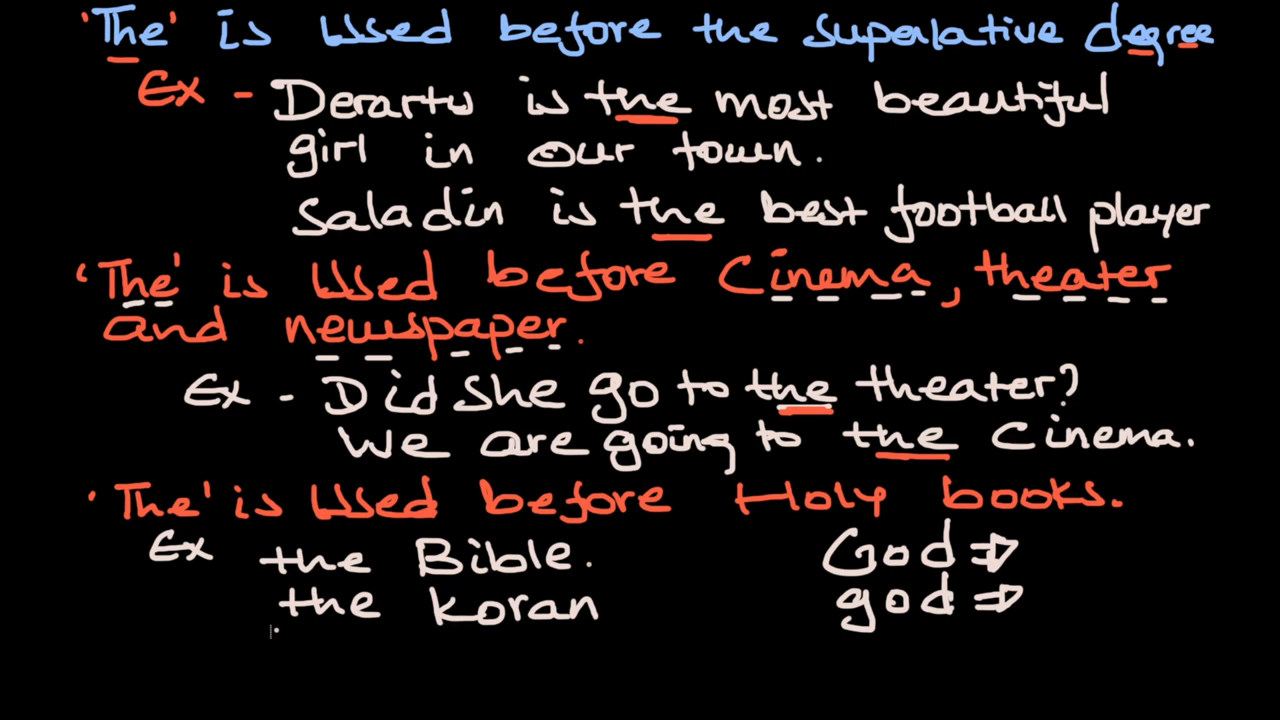 'The' is used before the superlative degree
Ex - Derartu is the most beautiful
girl in our town.
Saladin is the best football player
'The' is used before Cinema, theater
and newspaper.
Ex - Did she go to the theater?
We are going to the Cinema.
'The' is used before Holy books.
Ex the Bible. God ⇒
the Koran god ⇒